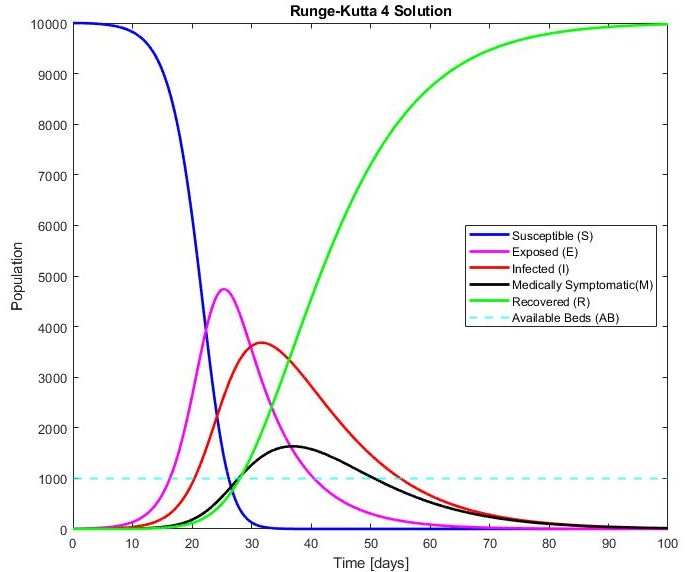 Runge-Kutta 4 Solution
10000
9000
8000
7000
6000
5000
4000
3000
2000
1000
0
Population
Susceptible (S)
Exposed (E)
Infected (I)
Medically Symptomatic(M)
Recovered (R)
Available Beds (AB)
0 10 20 30 40 50 60 70 80 90 100
Time [days]